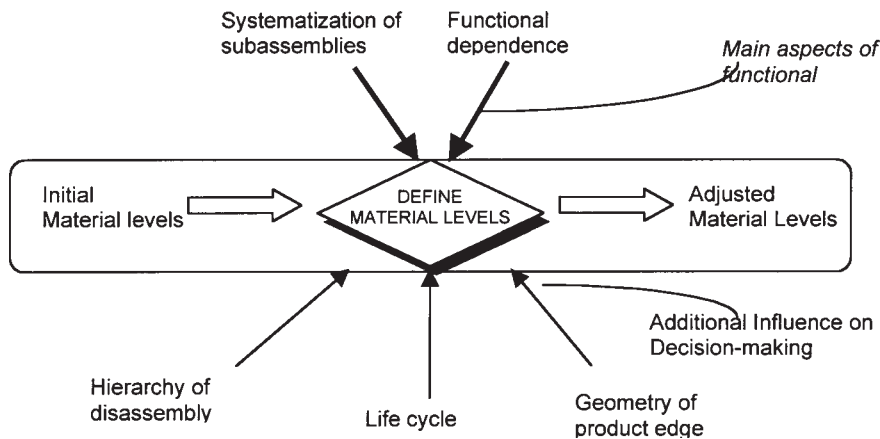 Systematization of
subassemblies
Functional
dependence
Main aspects of
functional
Initial
Material levels
DEFINE
MATERIAL LEVELS
Adjusted
Material Levels
Additional Influence on
Decision-making
Hierarchy of
disassembly
Life cycle
Geometry of
product edge